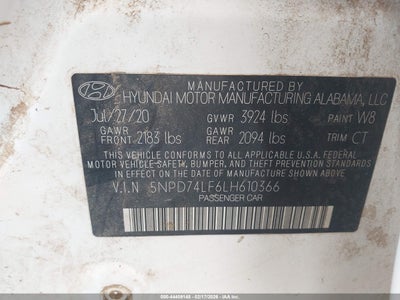 MANUFACTURED BY
HYUNDAI MOTOR MANUFACTURING ALABAMA, LLC
Jul/27/20 GVWR 3924 lbs PAINT W8
GAWR FRONT 2183 lbs GAWR REAR 2094 lbs TRIM CT
THIS VEHICLE CONFORMS TO ALL APPLICABLE U.S.A. FEDERAL
MOTOR VEHICLE SAFETY, BUMPER, AND THEFT PREVENTION STANDARDS
IN EFFECT ON THE DATE OF MANUFACTURE SHOWN ABOVE.
V.I.N 5NPD74LF6LH610366
PASSENGER CAR